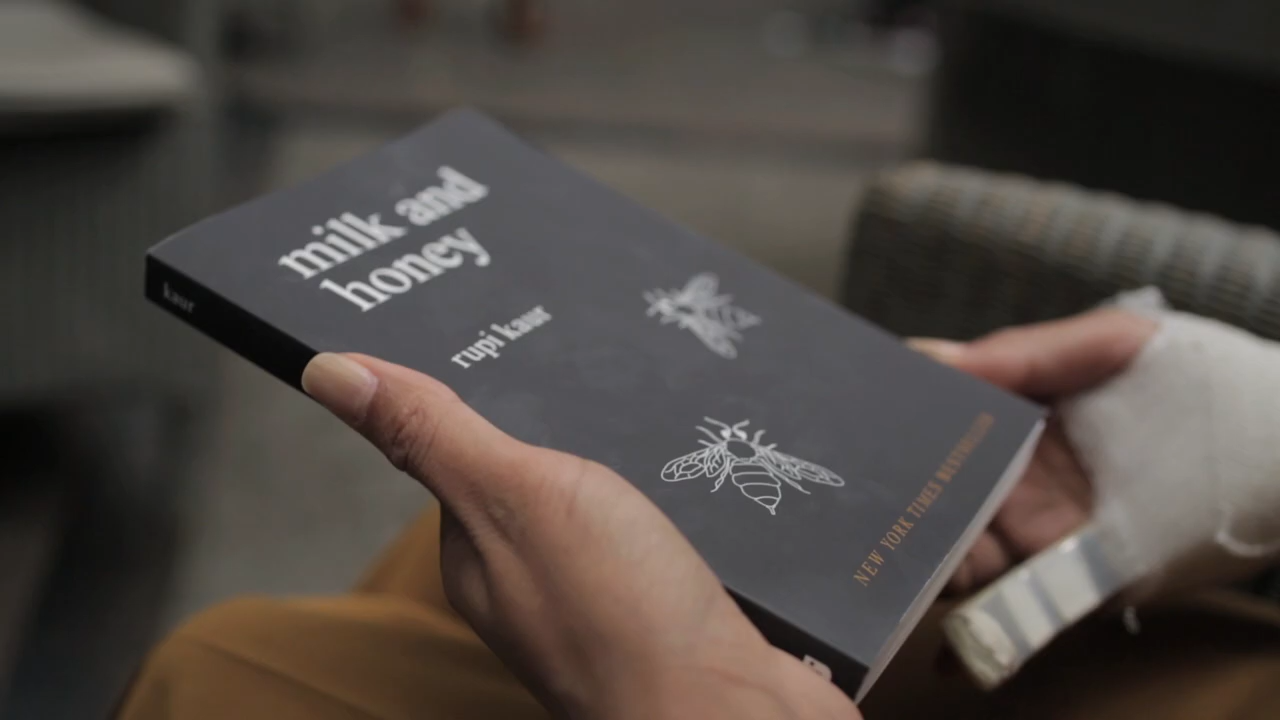 milk and
honey
rupi kaur
kaur
NEW YORK TIMES BESTSELLER